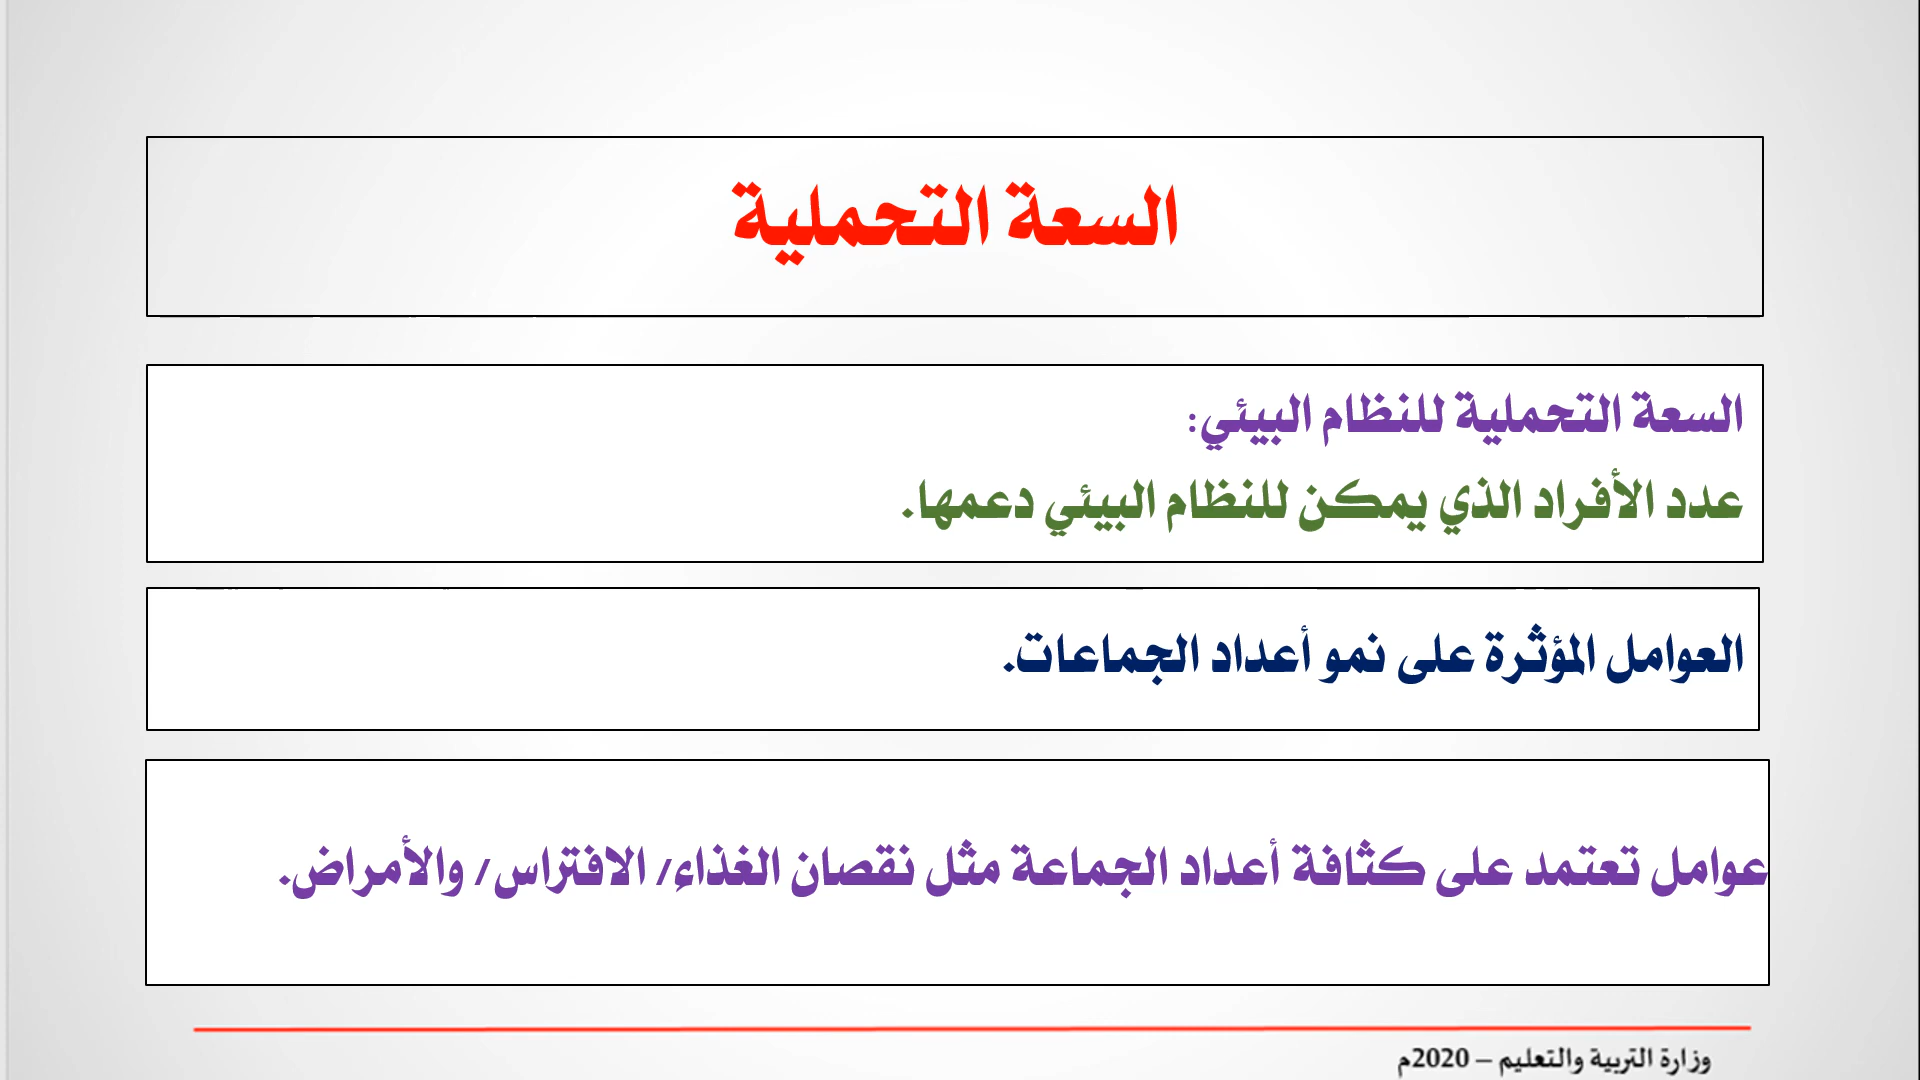 السعة التحملية
السعة التحملية للنظام البيئي:
عدد الأفراد الذي يمكن للنظام البيئي دعمها.
العوامل المؤثرة على نمو أعداد الجماعات.
عوامل تعتمد على كثافة أعداد الجماعة مثل نقصان الغذاء/ الافتراس/ والأمراض.
وزارة التربية والتعليم – 2020م